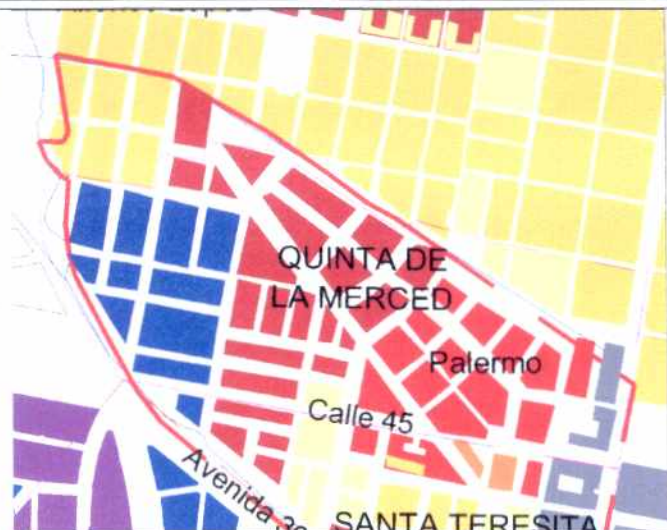 QUINTA DE
LA MERCED
Palermo
Calle 45
Avenida
SANTA TERESITA